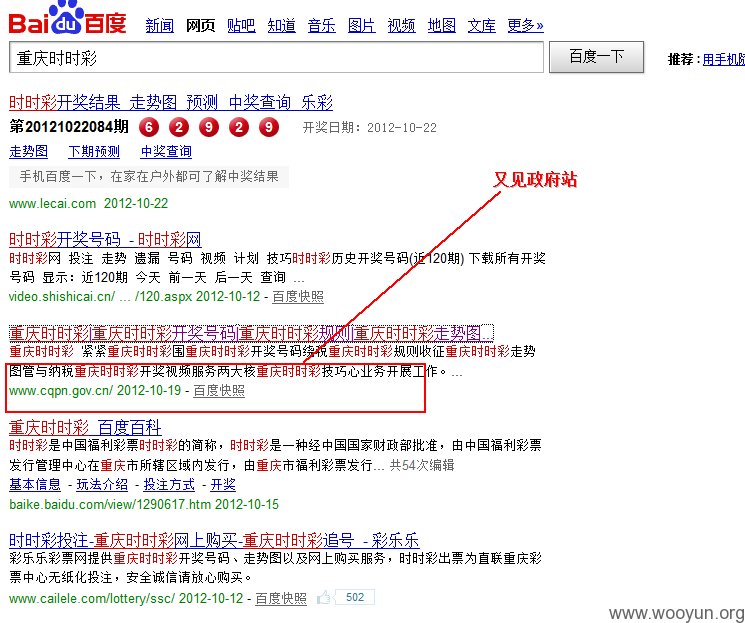 Bai du 百度 新闻 网页 贴吧 知道 音乐 图片 视频 地图 文库 更多»
重庆时时彩 百度一下 推荐：用手机
时时彩开奖结果_走势图_预测_中奖查询_乐彩
第20121022084期 6 2 9 2 9 开奖日期：2012-10-22
走势图 下期预测 中奖查询
手机百度一下，在家在户外都可了解中奖结果
www.lecai.com 2012-10-22
又见政府站
时时彩开奖号码 - 时时彩网
时时彩网 投注 走势 遗漏 号码 视频 计划 技巧时时彩历史开奖号码(近120期) 下载所有开奖
号码 显示：近120期 今天 前一天 后一天 查询 ...
video.shishicai.cn/ ... /120.aspx 2012-10-12 - 百度快照
重庆时时彩|重庆时时彩开奖号码|重庆时时彩规则|重庆时时彩走势图...
重庆时时彩 紧紧重庆时时彩围重庆时时彩开奖号码绕税重庆时时彩规则收征重庆时时彩走势
图管与纳税重庆时时彩开奖视频服务两大核重庆时时彩技巧心业务开展工作。...
www.cqpn.gov.cn/ 2012-10-19 - 百度快照
重庆时时彩_百度百科
时时彩是中国福利彩票时时彩的简称，时时彩是一种经中国国家财政部批准，由中国福利彩票
发行管理中心在重庆市所辖区域内发行，由重庆市福利彩票发行... 共54次编辑
基本信息 - 玩法介绍 - 投注方式 - 开奖
baike.baidu.com/view/1290617.htm 2012-10-15
时时彩投注-重庆时时彩网上购买-重庆时时彩追号 - 彩乐乐
彩乐乐彩票网提供重庆时时彩开奖号码、走势图以及网上购买服务，时时彩出票为直联重庆彩
票中心无纸化投注，安全诚信请放心购买。
www.cailele.com/lottery/ssc/ 2012-10-12 - 百度快照 502
www.wooyun.org